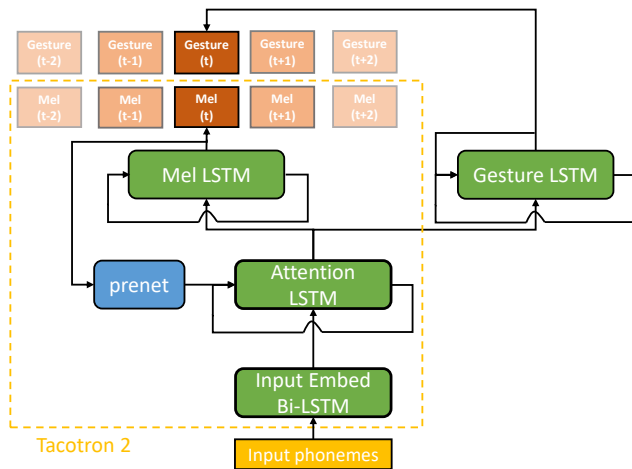 Gesture (t-2)
Gesture (t-1)
Gesture (t)
Gesture (t+1)
Gesture (t+2)
Mel (t-2)
Mel (t-1)
Mel (t)
Mel (t+1)
Mel (t+2)
Mel LSTM
Gesture LSTM
prenet
Attention
LSTM
Input Embed
Bi-LSTM
Tacotron 2
Input phonemes